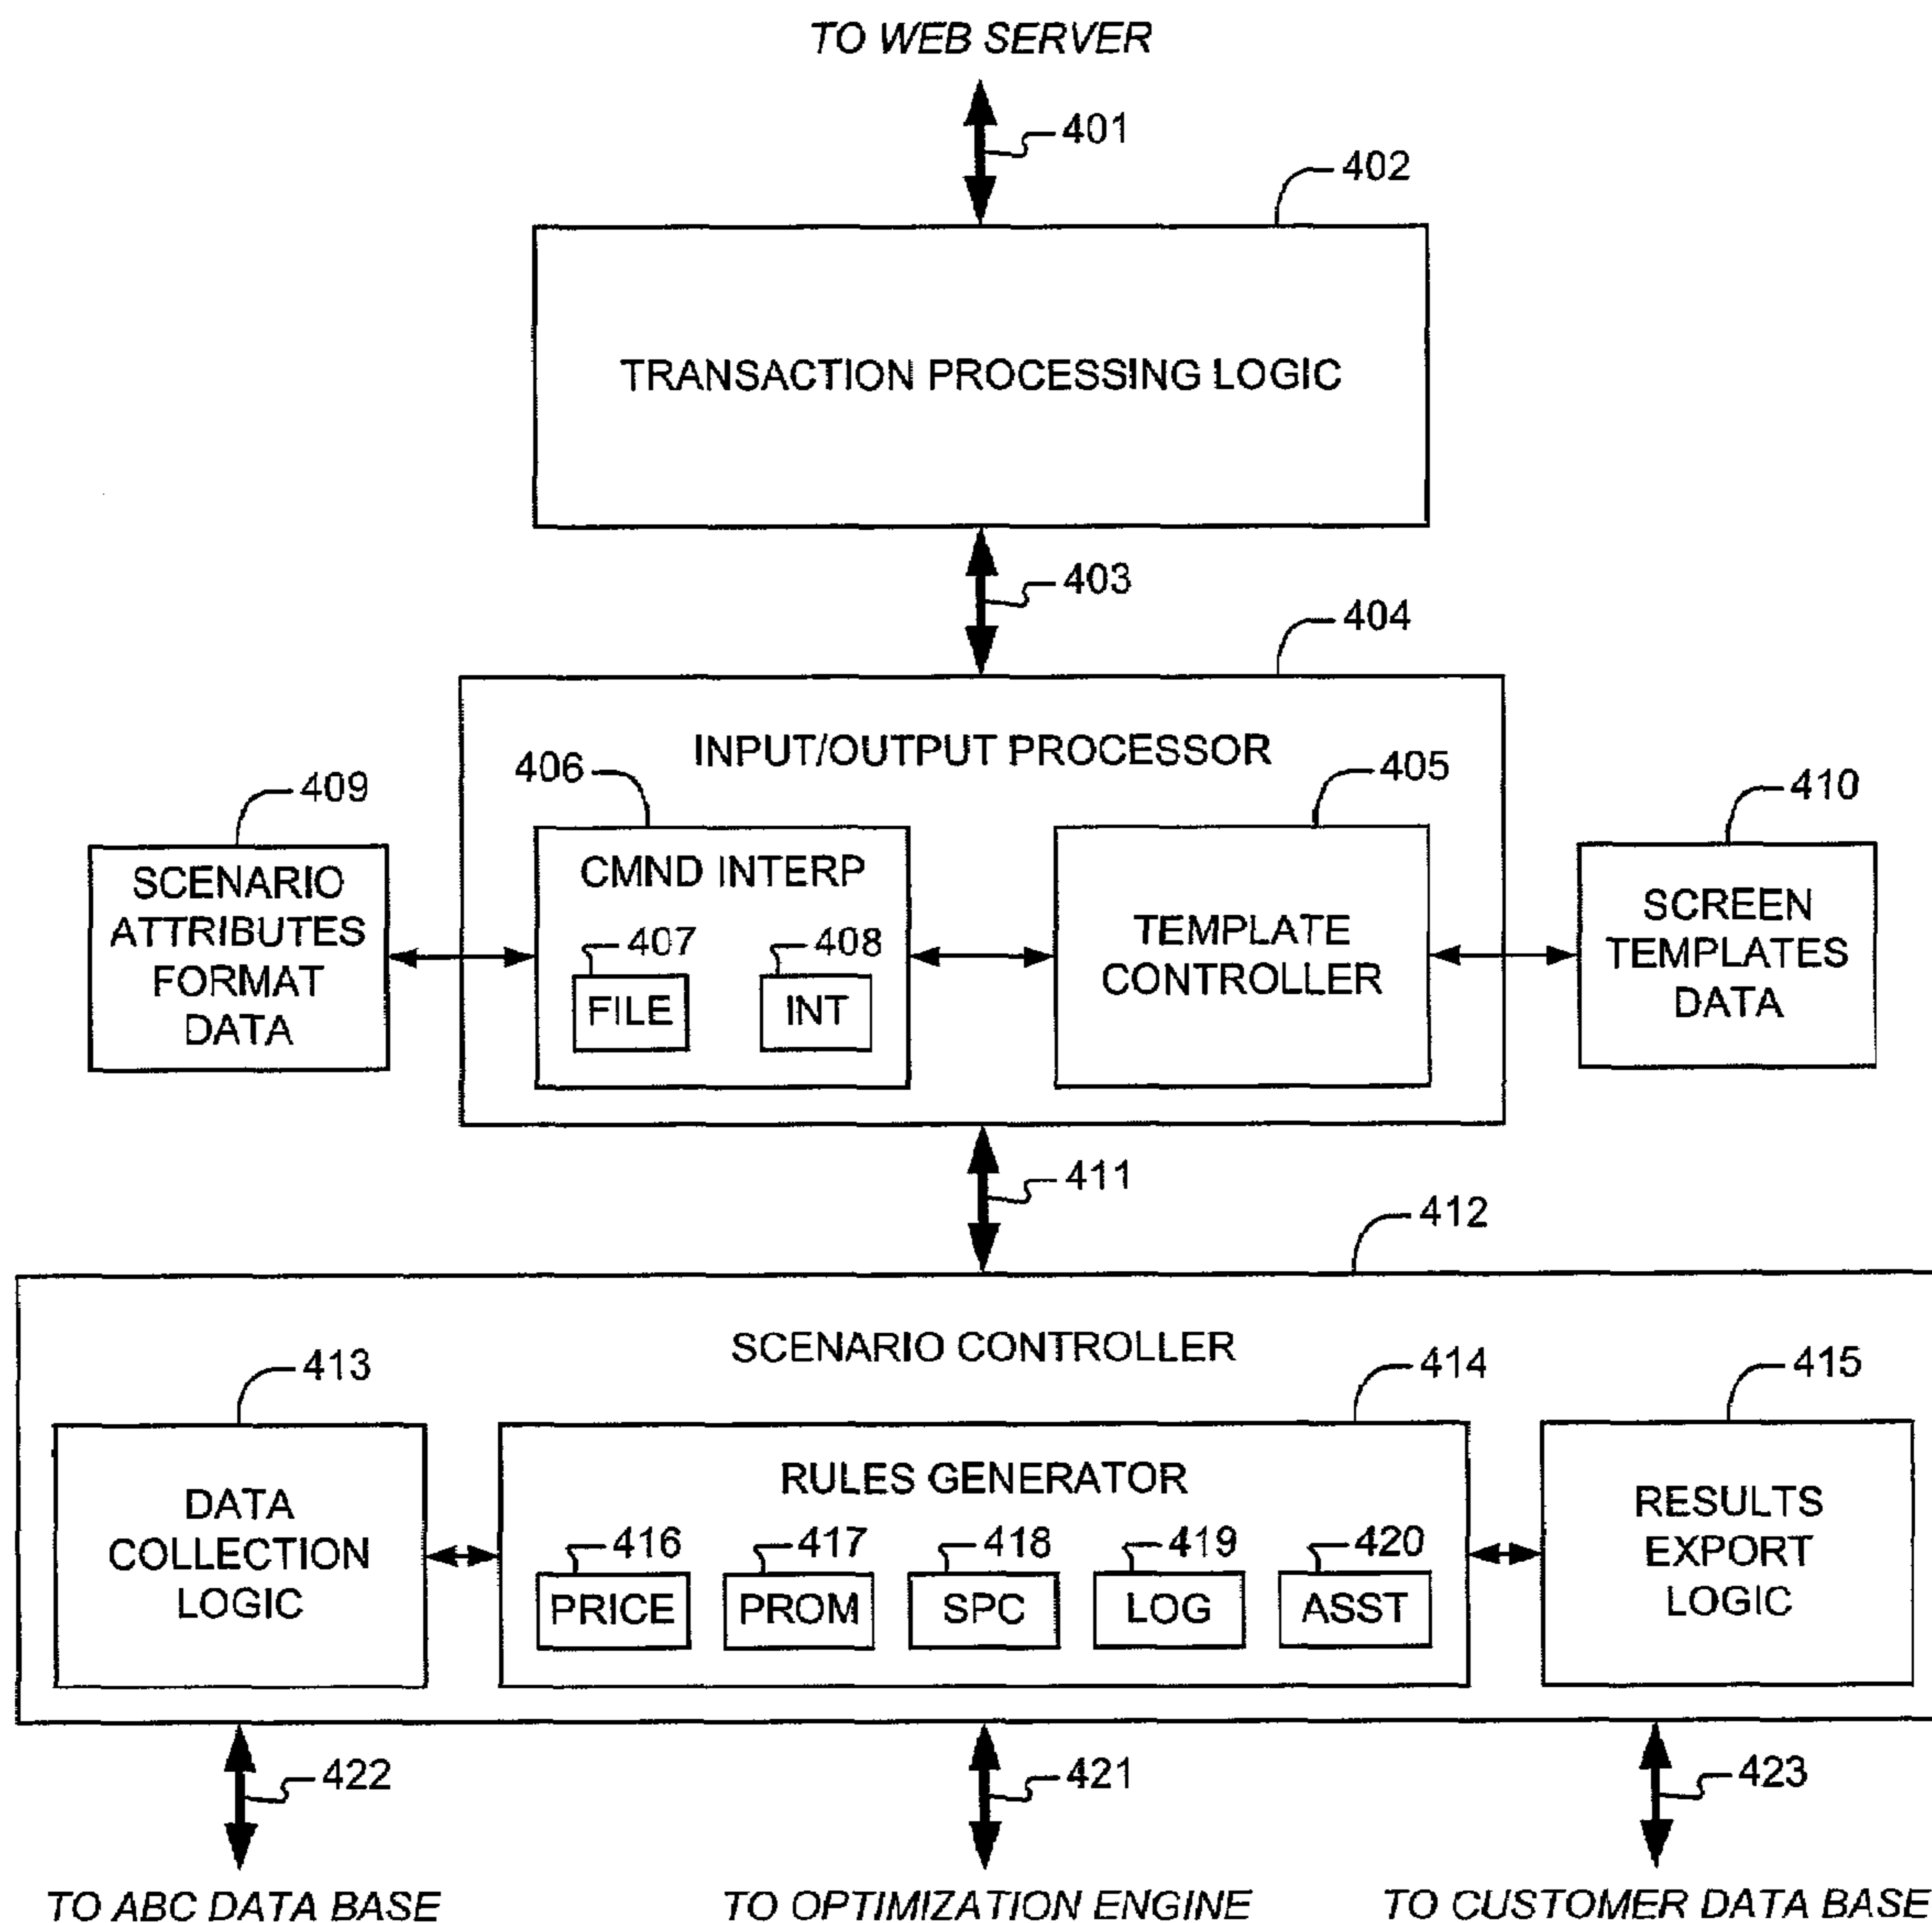 TO WEB SERVER
401
402
TRANSACTION PROCESSING LOGIC
403
404
INPUT/OUTPUT PROCESSOR
406
405
409
410
CMND INTERP
407
408
FILE
INT
SCENARIO
ATTRIBUTES
FORMAT
DATA
TEMPLATE
CONTROLLER
SCREEN
TEMPLATES
DATA
411
412
SCENARIO CONTROLLER
413
414
415
DATA
COLLECTION
LOGIC
RULES GENERATOR
416
417
418
419
420
PRICE
PROM
SPC
LOG
ASST
RESULTS
EXPORT
LOGIC
422
421
423
TO ABC DATA BASE
TO OPTIMIZATION ENGINE
TO CUSTOMER DATA BASE